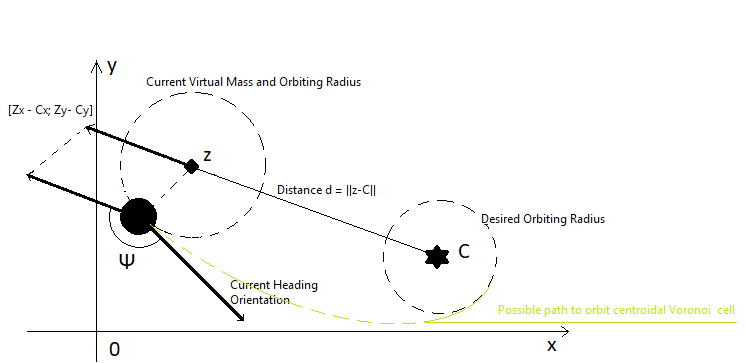 y
Current Virtual Mass and Orbiting Radius
[Zx - Cx; Zy- Cy]
z
Distance d = ||z-C||
Desired Orbiting Radius
C
Ψ
Current Heading
Orientation
Possible path to orbit centroidal Voronoi cell
x
0